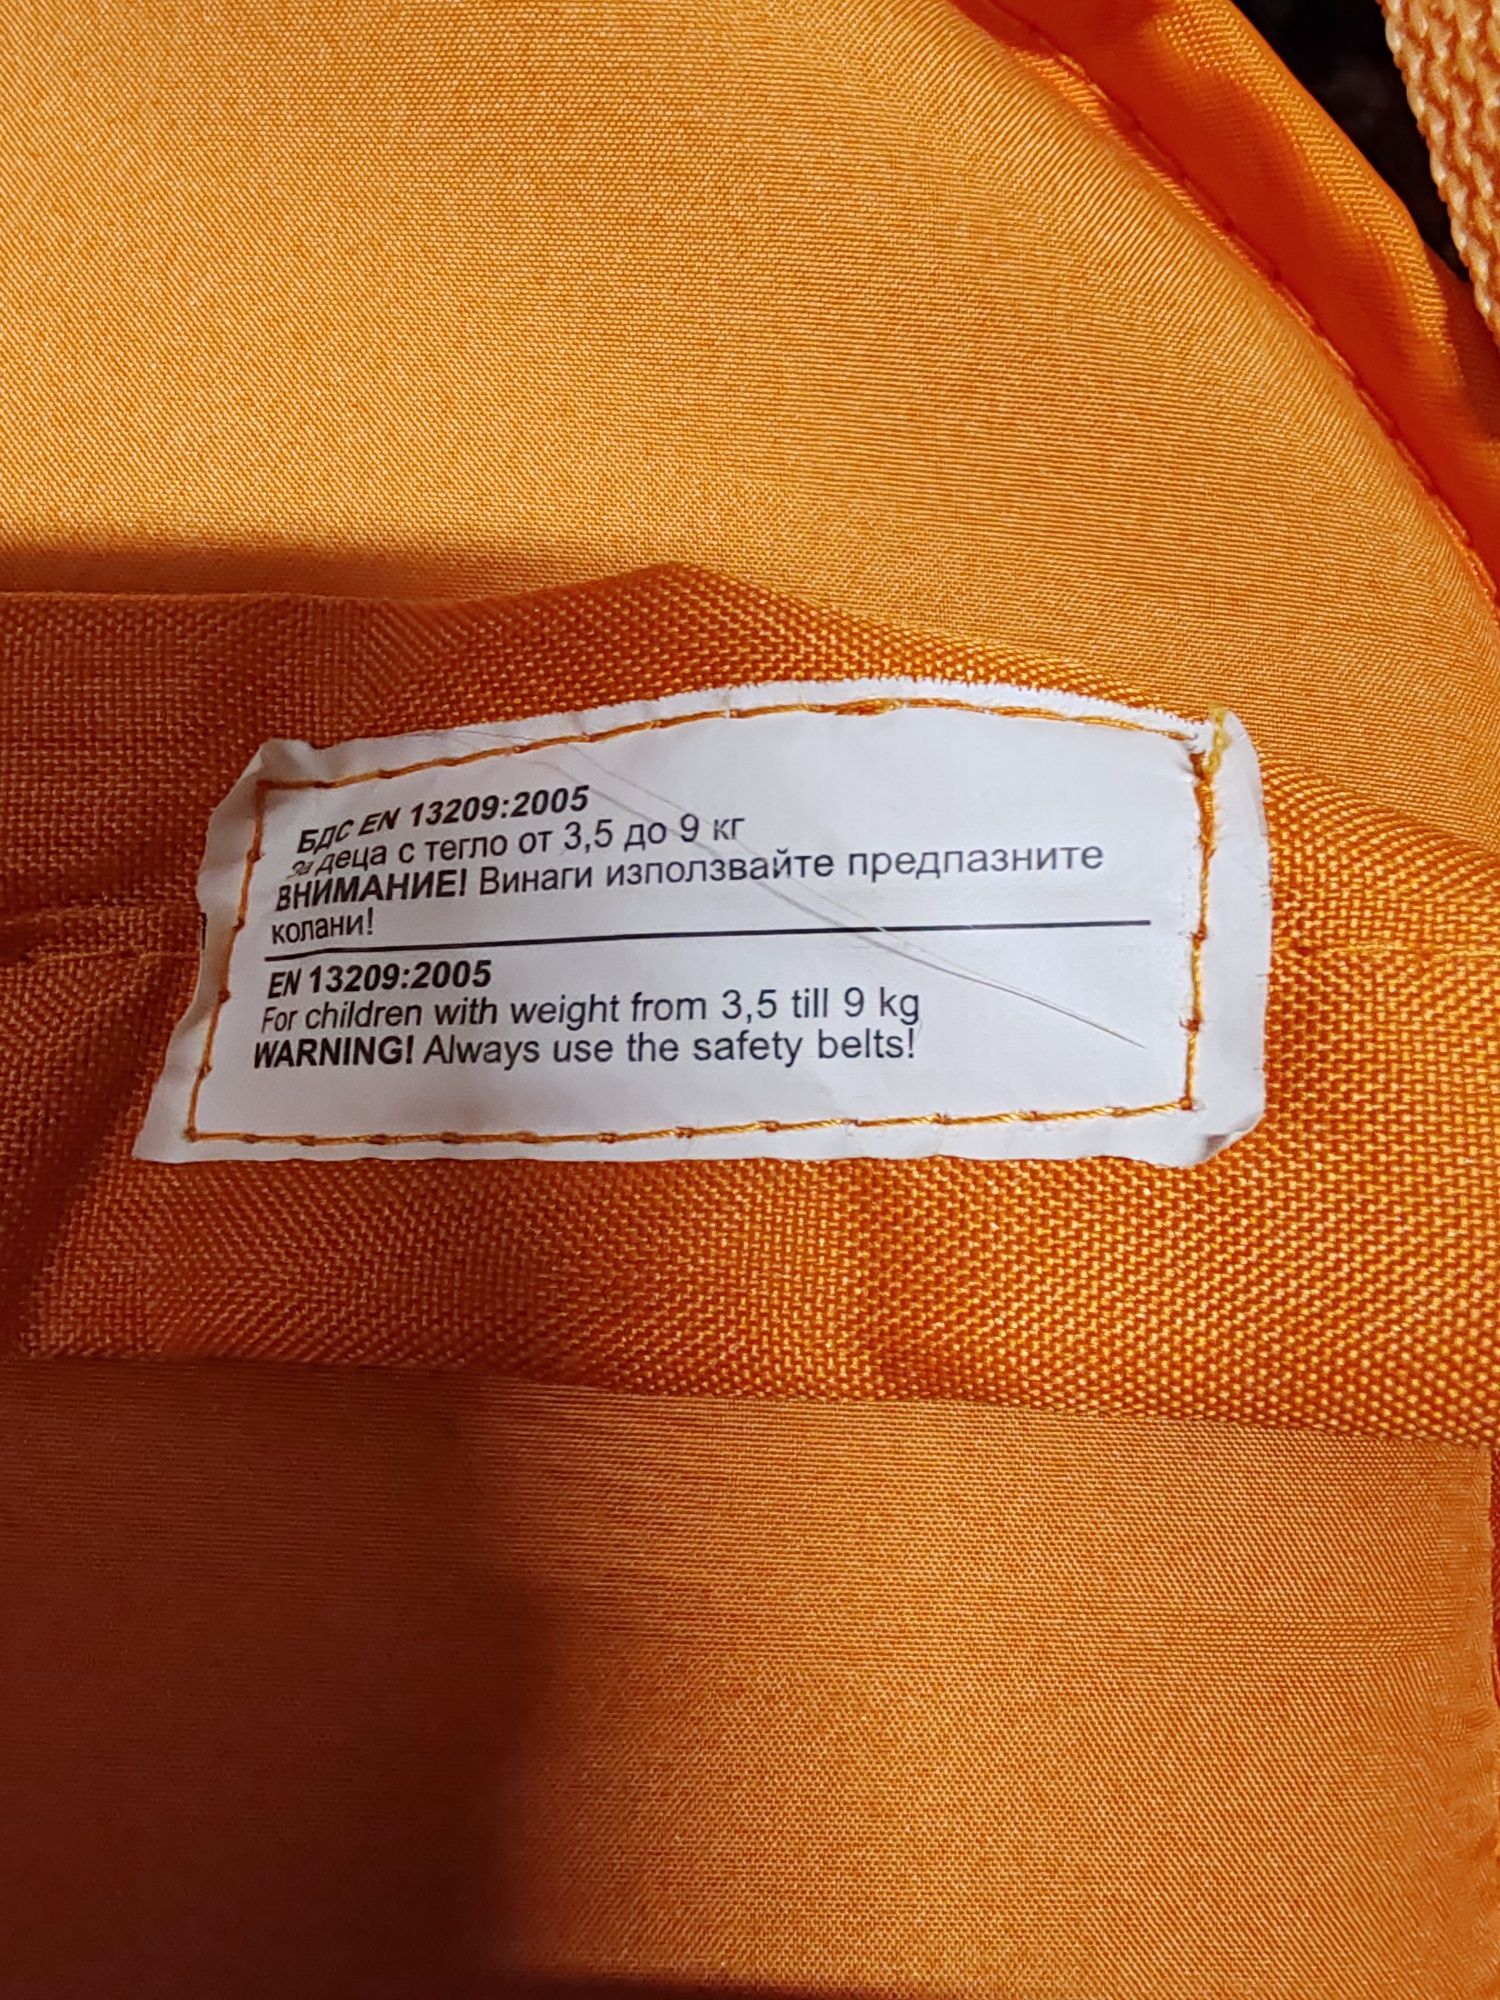 БДС EN 13209:2005
За деца с тегло от 3,5 до 9 кг
ВНИМАНИЕ! Винаги използвайте предпазните
колани!
EN 13209:2005
For children with weight from 3,5 till 9 kg
WARNING! Always use the safety belts!